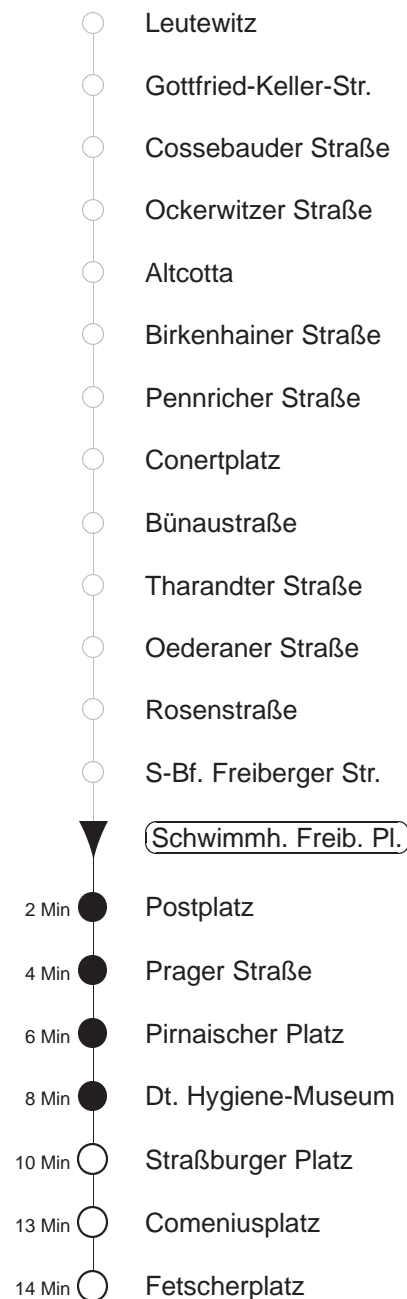 Leutewitz
Gottfried-Keller-Str.
Cossebauder Straße
Ockerwitzer Straße
Altcotta
Birkenhainer Straße
Pennricher Straße
Conertplatz
Bünaustraße
Tharandter Straße
Oederaner Straße
Rosenstraße
S-Bf. Freiberger Str.
Schwimmh. Freib. Pl.
2 Min Postplatz
4 Min Prager Straße
6 Min Pirnaischer Platz
8 Min Dt. Hygiene-Museum
10 Min Straßburger Platz
13 Min Comeniusplatz
14 Min Fetscherplatz